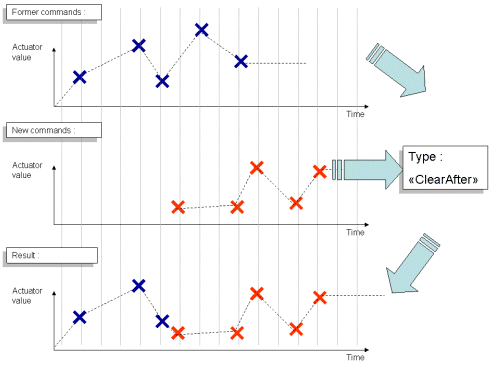 Former commands :
Actuator
value
Time
New commands :
Actuator
value
Type :
«ClearAfter»
Time
Result :
Actuator
value
Time